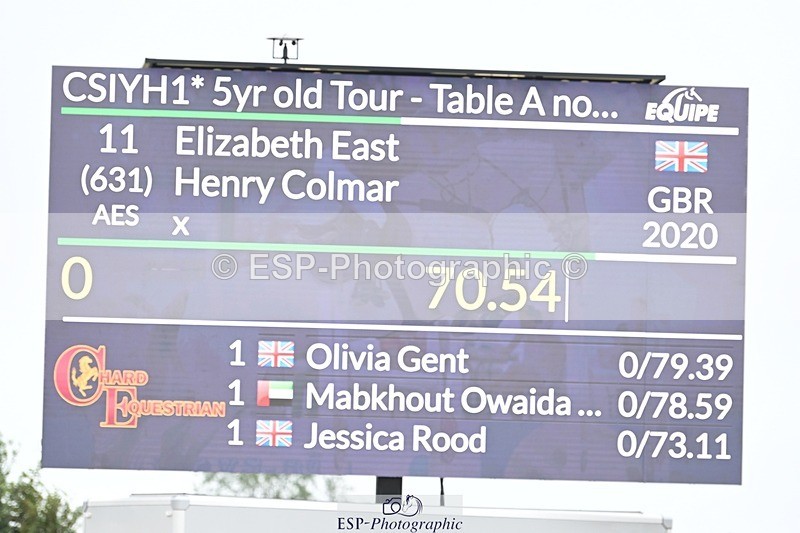 CSIYH1* 5yr old Tour - Table A no...
EQUIPE
11 Elizabeth East
(631) Henry Colmar GBR
AES x 2020
© ESP-Photographic ©
0 70.54
CHARD EQUESTRIAN
1 Olivia Gent 0/79.39
1 Mabkhout Owaida ... 0/78.59
1 Jessica Rood 0/73.11
ESP-Photographic